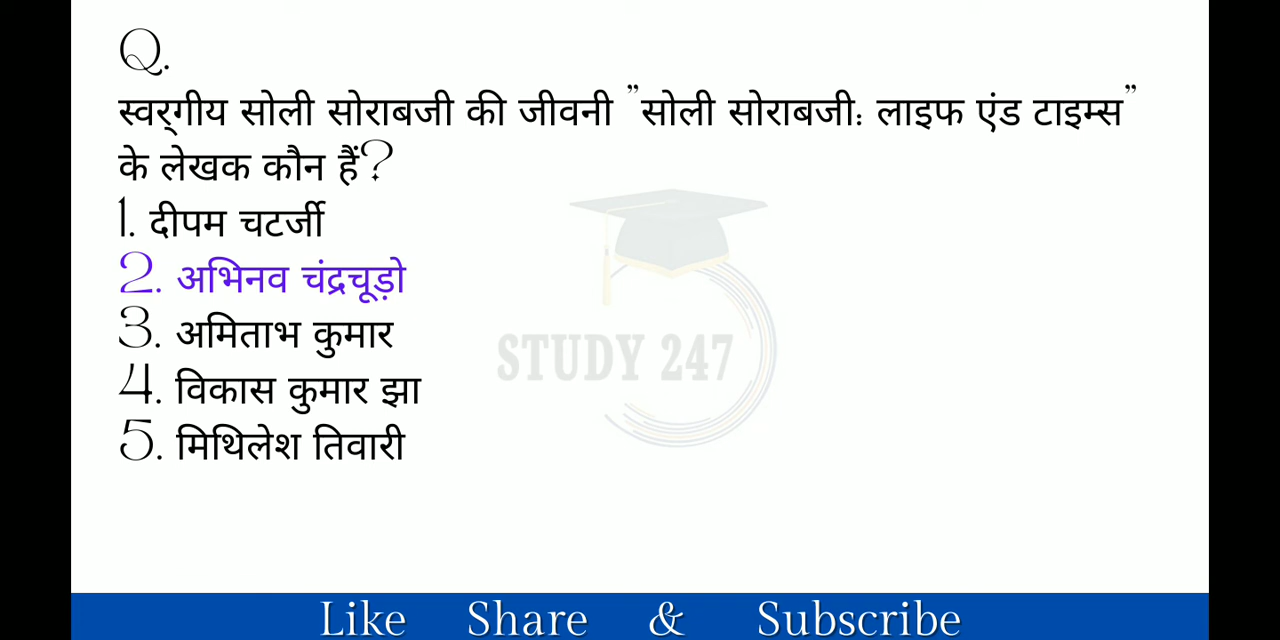 Q.
स्वर्गीय सोली सोराबजी की जीवनी "सोली सोराबजी: लाइफ एंड टाइम्स”
के लेखक कौन हैं?
1. दीपम चटर्जी
2. अभिनव चंद्रचूड़ो
3. अमिताभ कुमार
4. विकास कुमार झा
5. मिथिलेश तिवारी
STUDY 247
Like Share & Subscribe